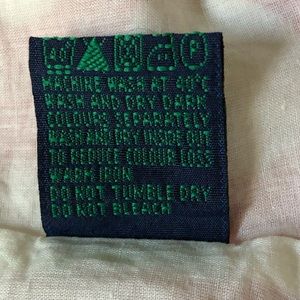 MACHINE WASH AT 40°C
WASH AND DRY DARK
COLOURS SEPARATELY
WASH AND DRY INSIDE OUT
TO REDUCE COLOUR LOSS
WARM IRON
DO NOT TUMBLE DRY
DO NOT BLEACH